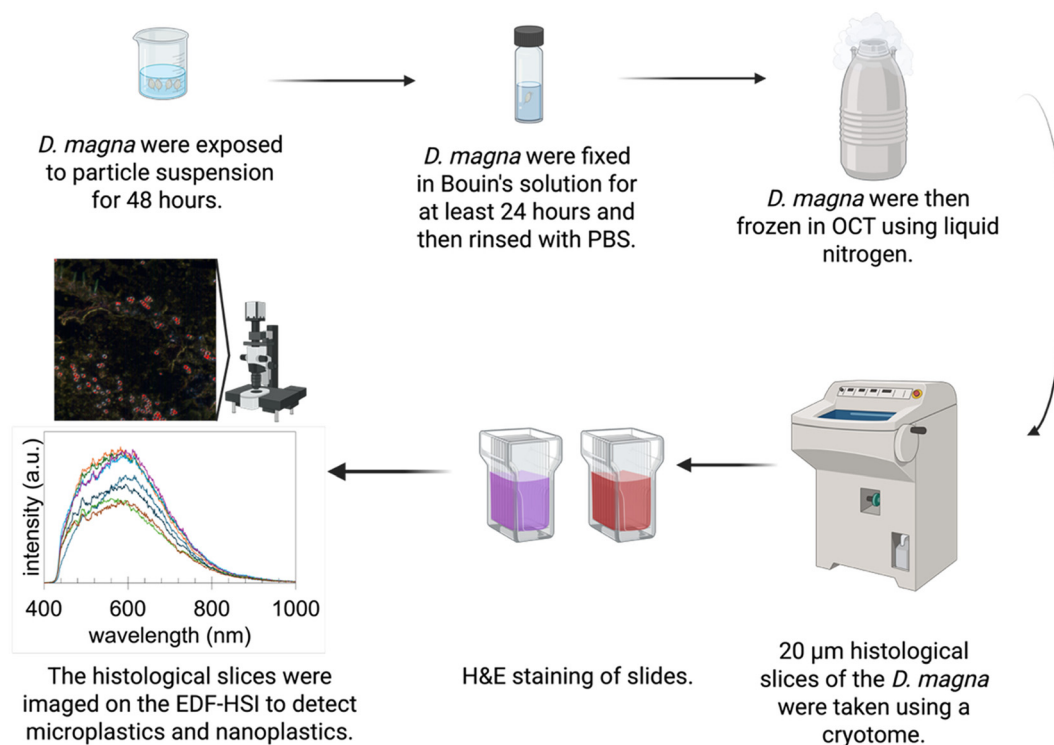 D. magna were exposed
to particle suspension
for 48 hours.
D. magna were fixed
in Bouin's solution for
at least 24 hours and
then rinsed with PBS.
D. magna were then
frozen in OCT using liquid
nitrogen.
20 µm histological
slices of the D. magna
were taken using a
cryotome.
H&E staining of slides.
intensity (a.u.)
400 600 800 1000
wavelength (nm)
The histological slices were
imaged on the EDF-HSI to detect
microplastics and nanoplastics.